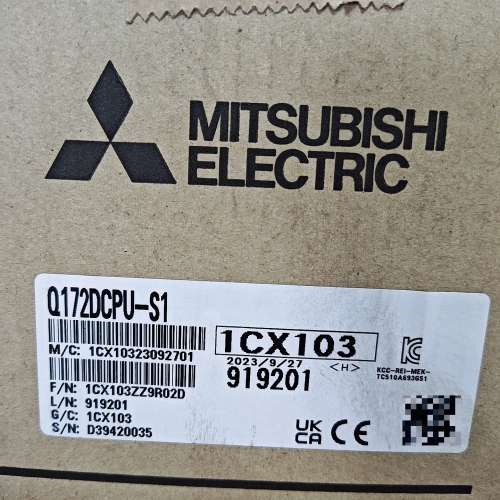 MITSUBISHI
ELECTRIC
Q172DCPU-S1
M/C: 1CX10323092701
1CX103
2023/9/27 <H>
919201
KCC-REI-MEK-
TC510A893G51
F/N: 1CX103ZZ9R02D
L/N: 919201
G/C: 1CX103
S/N: D39420035
UK
CA
CE